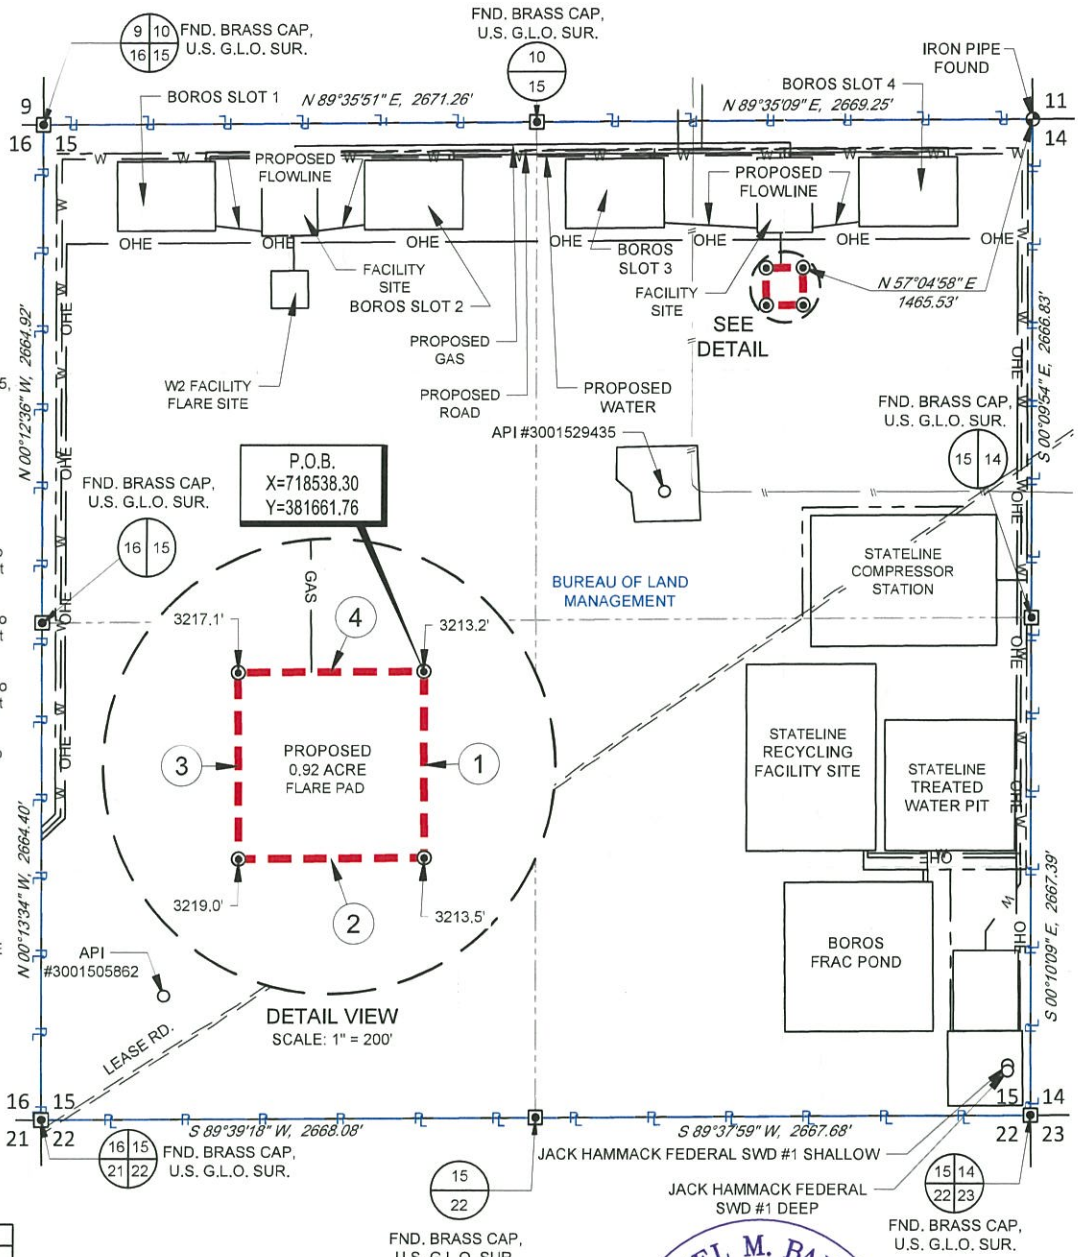 9 10
16 15
FND. BRASS CAP,
U.S. G.L.O. SUR.
FND. BRASS CAP,
U.S. G.L.O. SUR.
10
15
IRON PIPE
FOUND
BOROS SLOT 1
N 89°35'51" E, 2671.26'
BOROS SLOT 4
N 89°35'09" E, 2669.25'
9
16 15
11
14
W W W W W W W
PROPOSED
FLOWLINE
PROPOSED
FLOWLINE
OHE OHE OHE OHE OHE OHE OHE
FACILITY
SITE
BOROS SLOT 2
BOROS
SLOT 3
FACILITY
SITE
N 57°04'58" E
1465.53'
SEE
DETAIL
PROPOSED
GAS
W2 FACILITY
FLARE SITE
PROPOSED
ROAD
PROPOSED
WATER
API #3001529435
N 00°12'36" W, 2664.92'
S 00°09'54" E, 2666.83'
FND. BRASS CAP,
U.S. G.L.O. SUR.
15 14
P.O.B.
X=718538.30
Y=381661.76
FND. BRASS CAP,
U.S. G.L.O. SUR.
16 15
STATELINE
COMPRESSOR
STATION
BUREAU OF LAND
MANAGEMENT
GAS
4
3217.1'
3213.2'
PROPOSED
0.92 ACRE
FLARE PAD
3
1
STATELINE
RECYCLING
FACILITY SITE
STATELINE
TREATED
WATER PIT
OHE
3219.0'
2
3213.5'
N 00°13'34" W, 2664.40'
S 00°10'09" E, 2667.39'
BOROS
FRAC POND
API
#3001505862
DETAIL VIEW
SCALE: 1" = 200'
LEASE RD.
16 15
21 22
15 14
22 23
S 89°39'18" W, 2668.08'
S 89°37'59" W, 2667.68'
JACK HAMMACK FEDERAL SWD #1 SHALLOW
JACK HAMMACK FEDERAL
SWD #1 DEEP
16 15
21 22
FND. BRASS CAP,
U.S. G.L.O. SUR.
15
22
FND. BRASS CAP,
U.S. G.L.O. SUR.
15 14
22 23
FND. BRASS CAP,
U.S. G.L.O. SUR.
M.